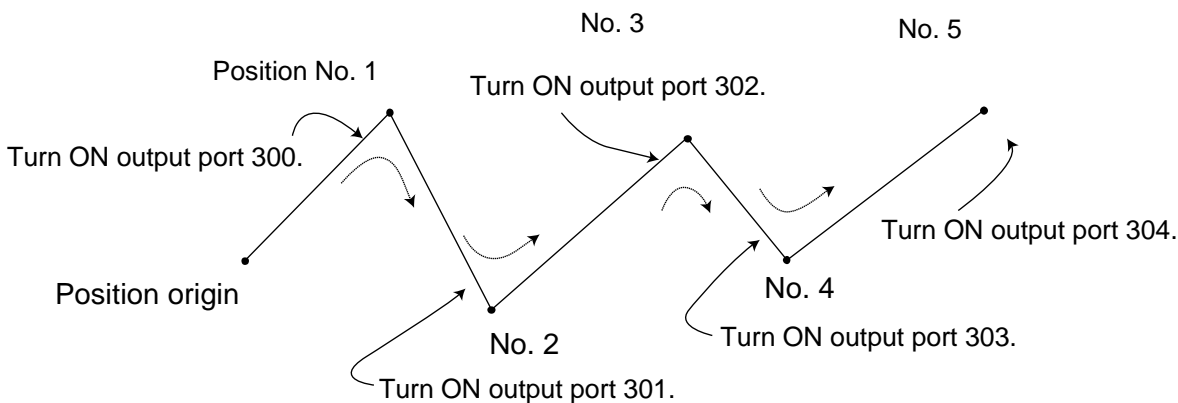 No. 3
No. 5
Position No. 1
Turn ON output port 302.
Turn ON output port 300.
Turn ON output port 304.
Position origin
No. 4
No. 2
Turn ON output port 303.
Turn ON output port 301.